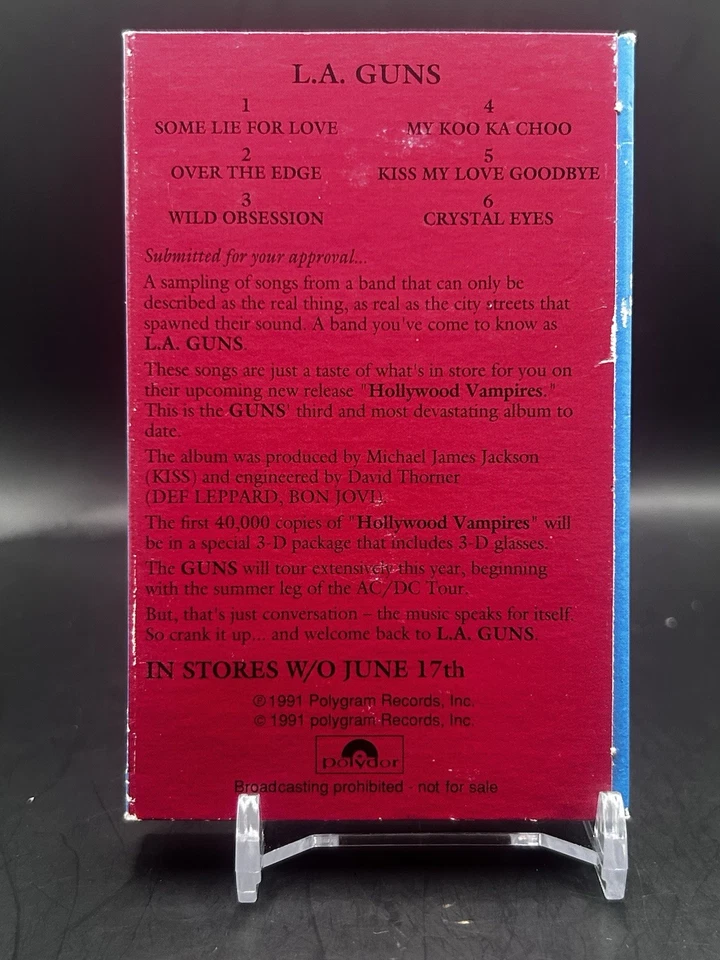 L.A. GUNS
1
SOME LIE FOR LOVE
2
OVER THE EDGE
3
WILD OBSESSION
4
MY KOO KA CHOO
5
KISS MY LOVE GOODBYE
6
CRYSTAL EYES
Submitted for your approval...
A sampling of songs from a band that can only be
described as the real thing, as real as the city streets that
spawned their sound. A band you've come to know as
L.A. GUNS.
These songs are just a taste of what's in store for you on
their upcoming new release "Hollywood Vampires."
This is the GUNS' third and most devastating album to
date.
The album was produced by Michael James Jackson
(KISS) and engineered by David Thorner
(DEF LEPPARD, BON JOVI).
The first 40,000 copies of "Hollywood Vampires" will
be in a special 3-D package that includes 3-D glasses.
The GUNS will tour extensively this year, beginning
with the summer leg of the AC/DC Tour.
But, that's just conversation – the music speaks for itself.
So crank it up... and welcome back to L.A. GUNS.
IN STORES W/O JUNE 17th
℗1991 Polygram Records, Inc.
© 1991 polygram Records, Inc.
polydor
Broadcasting prohibited - not for sale